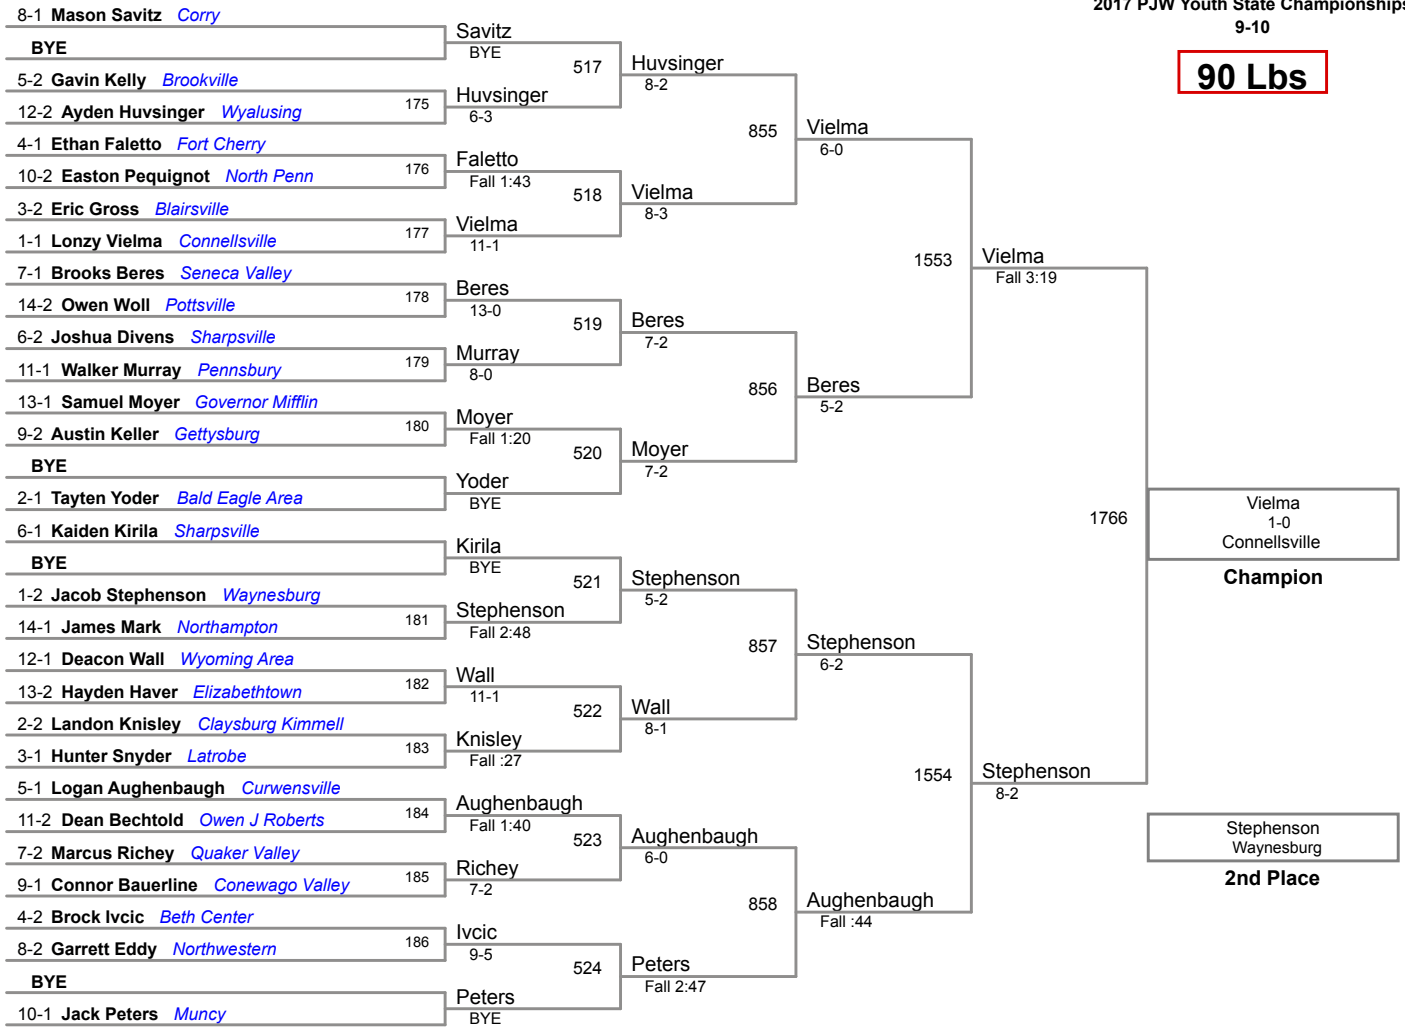 2017 PJW Youth State Championships
9-10
90 Lbs
8-1 Mason Savitz Corry
BYE
5-2 Gavin Kelly Brookville
12-2 Ayden Huvsinger Wyalusing
4-1 Ethan Faletto Fort Cherry
10-2 Easton Pequignot North Penn
3-2 Eric Gross Blairsville
1-1 Lonzy Vielma Connellsville
7-1 Brooks Beres Seneca Valley
14-2 Owen Woll Pottsville
6-2 Joshua Divens Sharpsville
11-1 Walker Murray Pennsbury
13-1 Samuel Moyer Governor Mifflin
9-2 Austin Keller Gettysburg
BYE
2-1 Tayten Yoder Bald Eagle Area
6-1 Kaiden Kirila Sharpsville
BYE
1-2 Jacob Stephenson Waynesburg
14-1 James Mark Northampton
12-1 Deacon Wall Wyoming Area
13-2 Hayden Haver Elizabethtown
2-2 Landon Knisley Claysburg Kimmell
3-1 Hunter Snyder Latrobe
5-1 Logan Aughenbaugh Curwensville
11-2 Dean Bechtold Owen J Roberts
7-2 Marcus Richey Quaker Valley
9-1 Connor Bauerline Conewago Valley
4-2 Brock Ivcic Beth Center
8-2 Garrett Eddy Northwestern
BYE
10-1 Jack Peters Muncy
175
176
177
178
179
180
181
182
183
184
185
186
Savitz
BYE
Huvsinger
6-3
Faletto
Fall 1:43
Vielma
11-1
Beres
13-0
Murray
8-0
Moyer
Fall 1:20
Yoder
BYE
Kirila
BYE
Stephenson
Fall 2:48
Wall
11-1
Knisley
Fall :27
Aughenbaugh
Fall 1:40
Richey
7-2
Ivcic
9-5
Peters
BYE
517
518
519
520
521
522
523
524
Huvsinger
8-2
Vielma
8-3
Beres
7-2
Moyer
7-2
Stephenson
5-2
Wall
8-1
Aughenbaugh
6-0
Peters
Fall 2:47
855
856
857
858
Vielma
6-0
Beres
5-2
Stephenson
6-2
Aughenbaugh
Fall :44
1553
1554
Vielma
Fall 3:19
Stephenson
8-2
1766
Vielma
1-0
Connellsville
Champion
Stephenson
Waynesburg
2nd Place